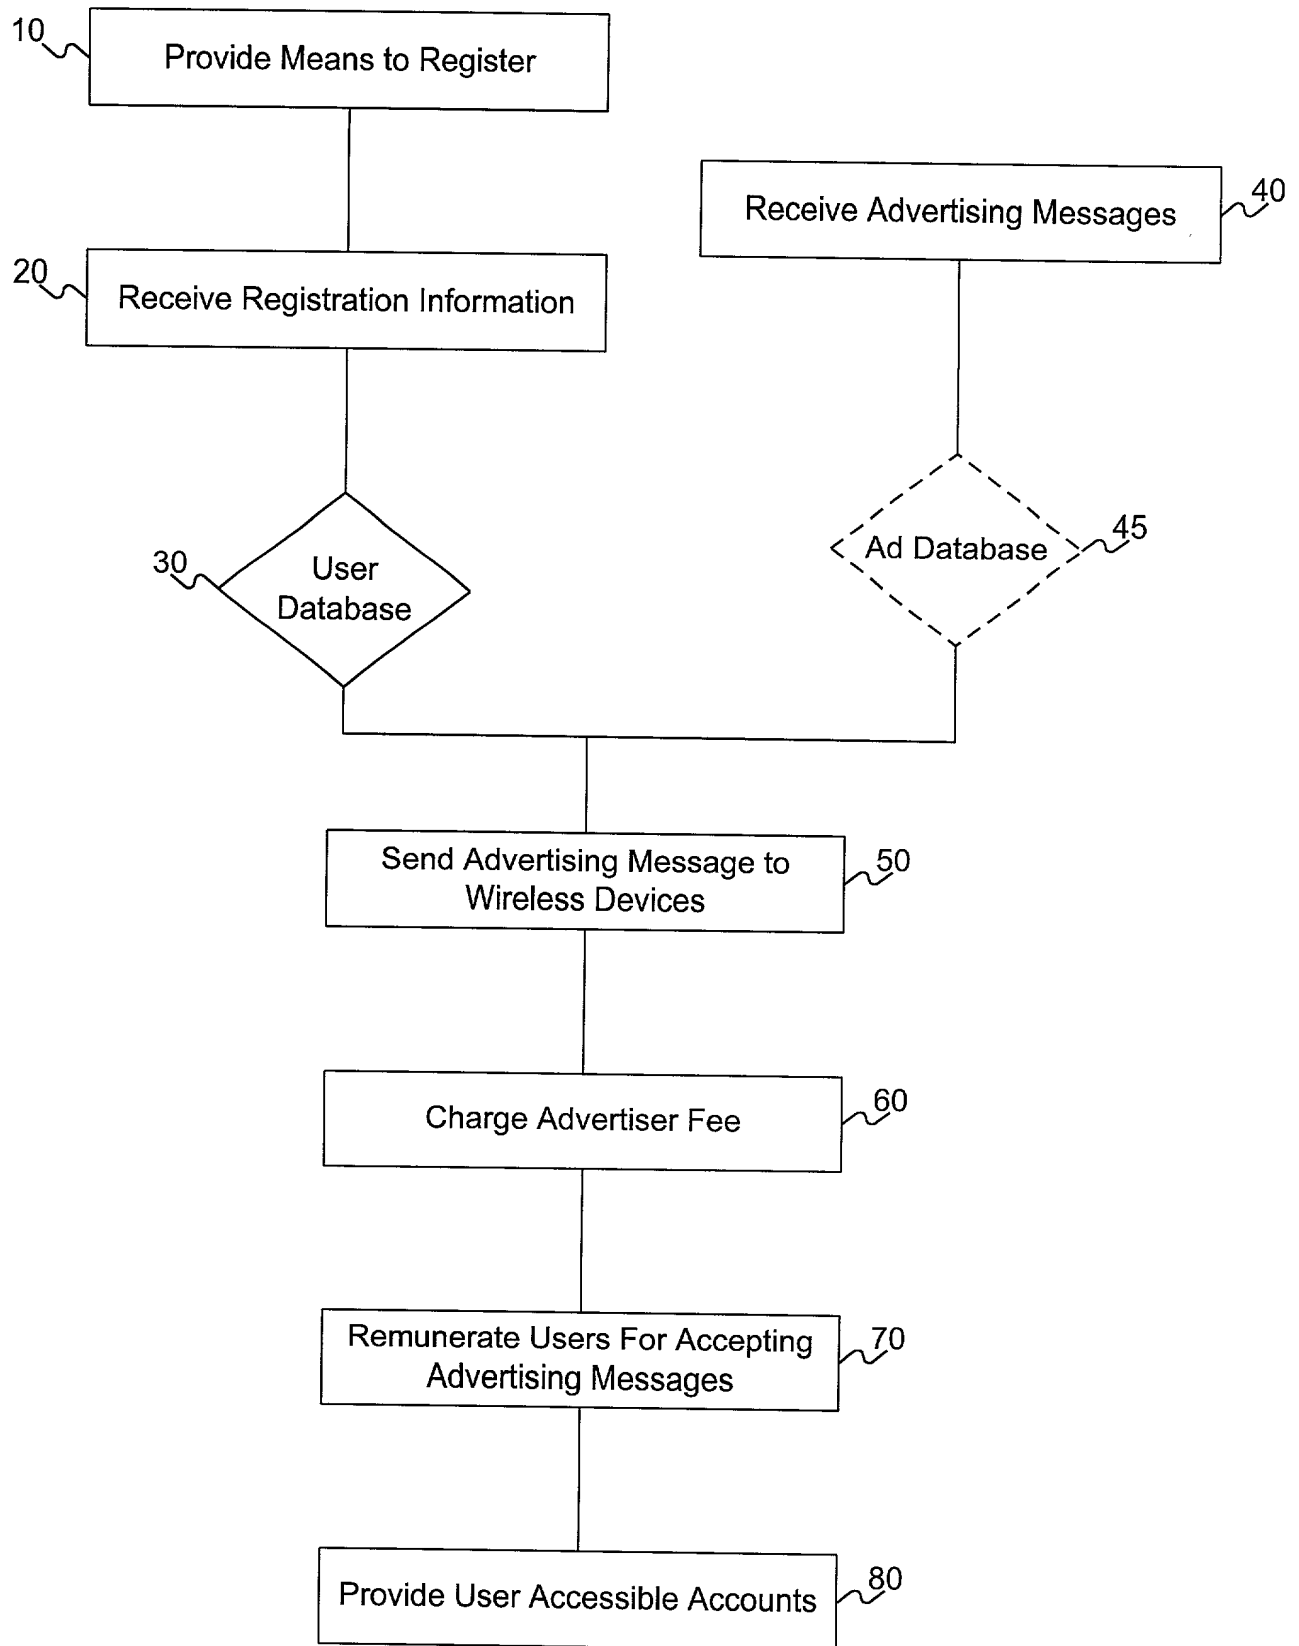 10
Provide Means to Register
Receive Advertising Messages
40
20
Receive Registration Information
30
User
Database
Ad Database
45
Send Advertising Message to
Wireless Devices
50
Charge Advertiser Fee
60
Remunerate Users For Accepting
Advertising Messages
70
Provide User Accessible Accounts
80